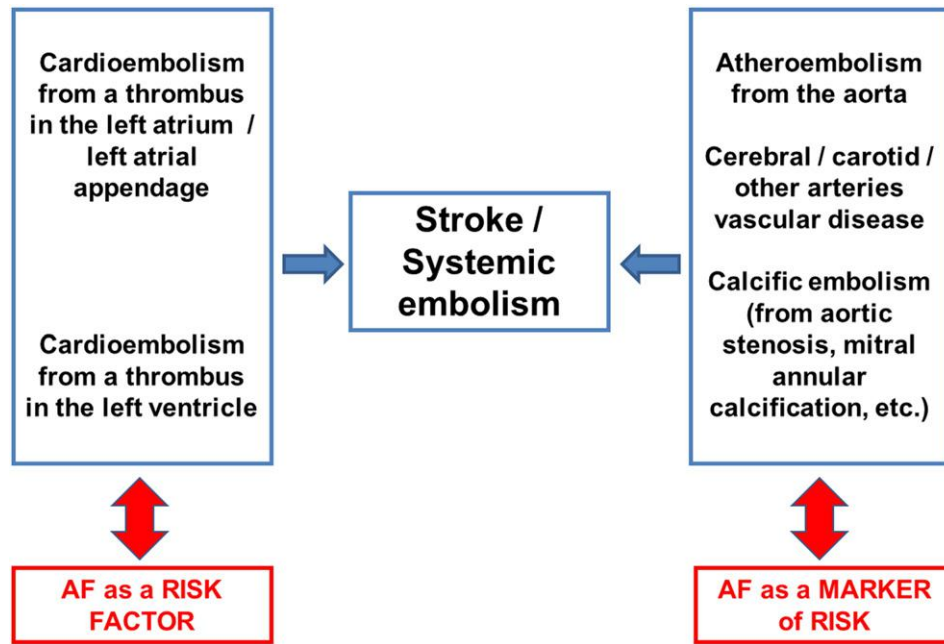 Cardioembolism
from a thrombus
in the left atrium /
left atrial
appendage
Cardioembolism
from a thrombus
in the left ventricle
AF as a RISK
FACTOR
Stroke /
Systemic
embolism
Atheroembolism
from the aorta
Cerebral / carotid /
other arteries
vascular disease
Calcific embolism
(from aortic
stenosis, mitral
annular
calcification, etc.)
AF as a MARKER
of RISK